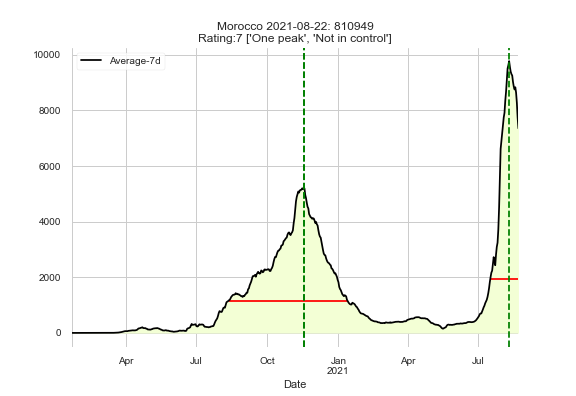 Morocco 2021-08-22: 810949
Rating:7 ['One peak', 'Not in control']
Average-7d
10000
8000
6000
4000
2000
0
Apr Jul Oct Jan Apr Jul
2021
Date